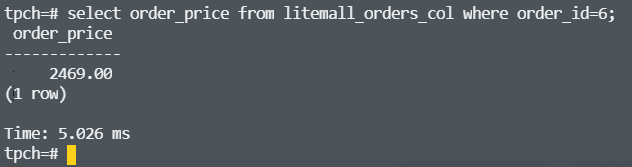 tpch=# select order_price from litemall_orders_col where order_id=6;
 order_price
-------------
     2469.00
(1 row)

Time: 5.026 ms
tpch=#